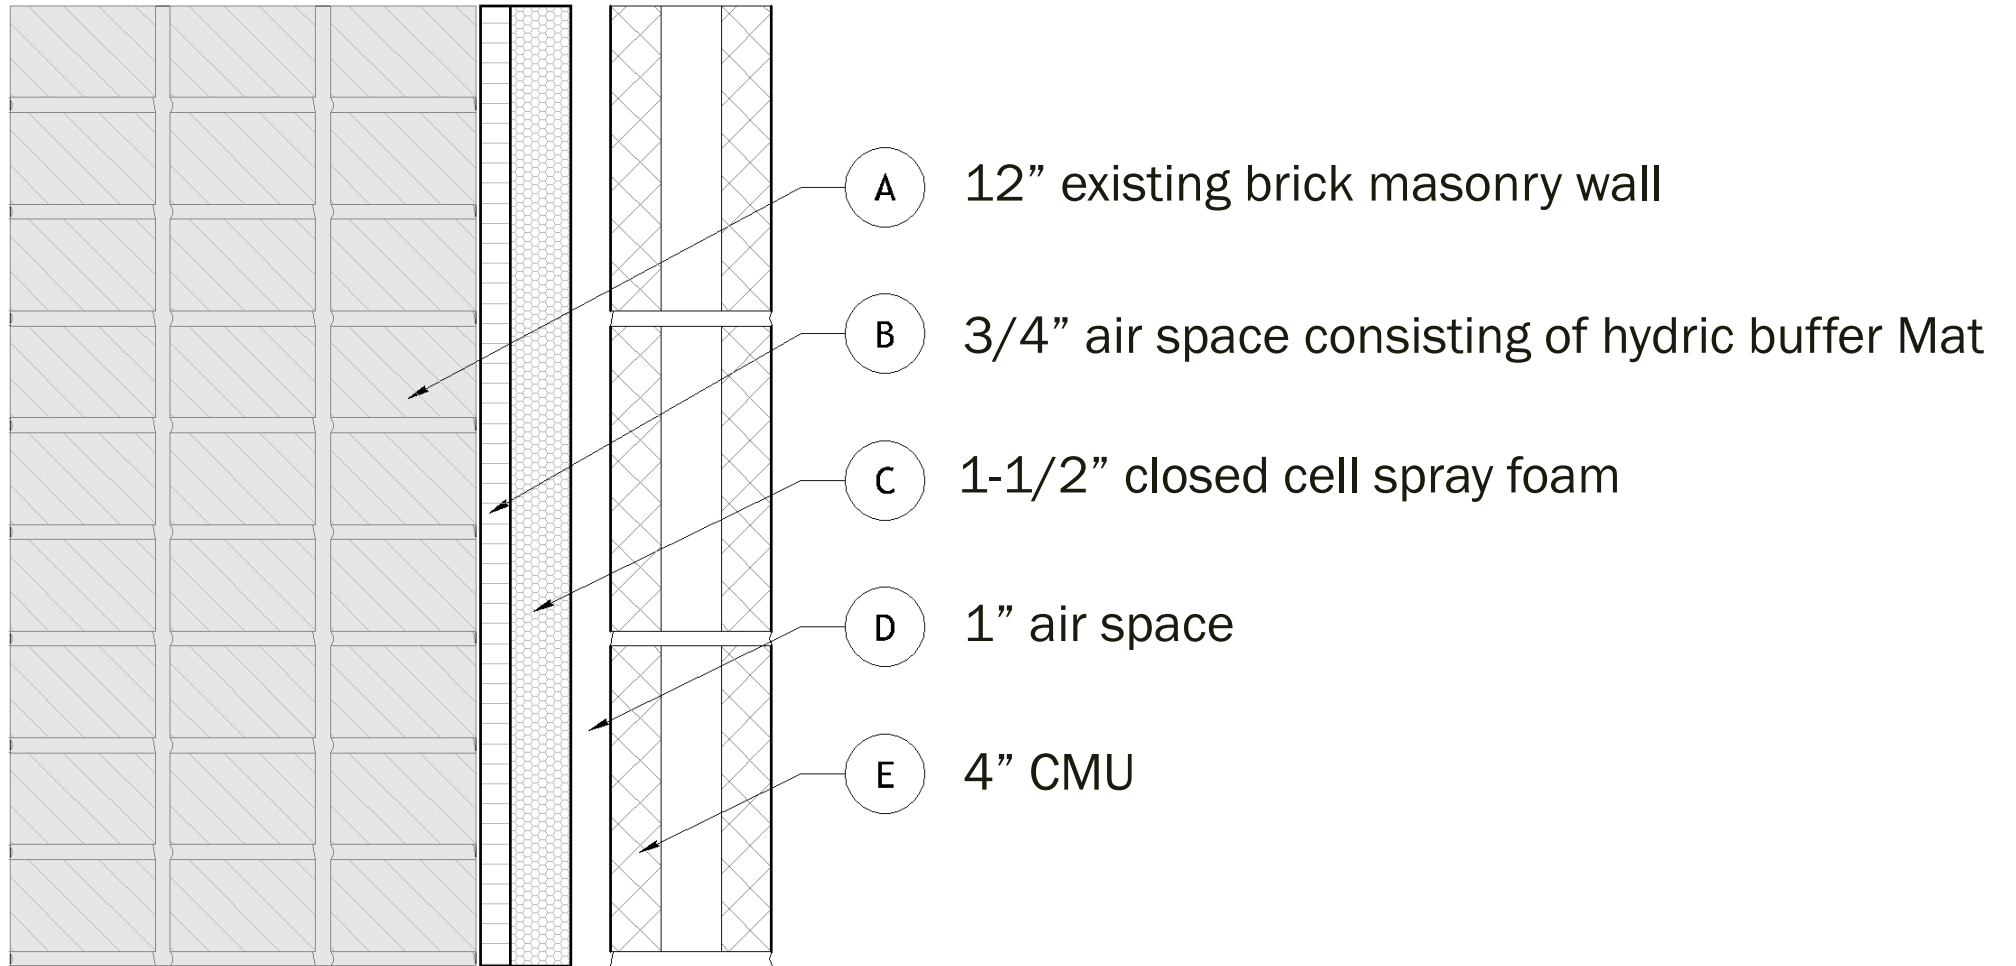 A 12” existing brick masonry wall
B 3/4” air space consisting of hydric buffer Mat
C 1-1/2” closed cell spray foam
D 1” air space
E 4” CMU